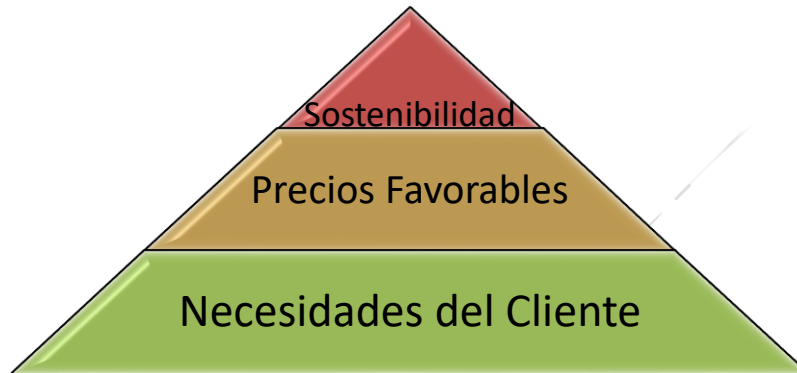 Sostenibilidad
Precios Favorables
Necesidades del Cliente